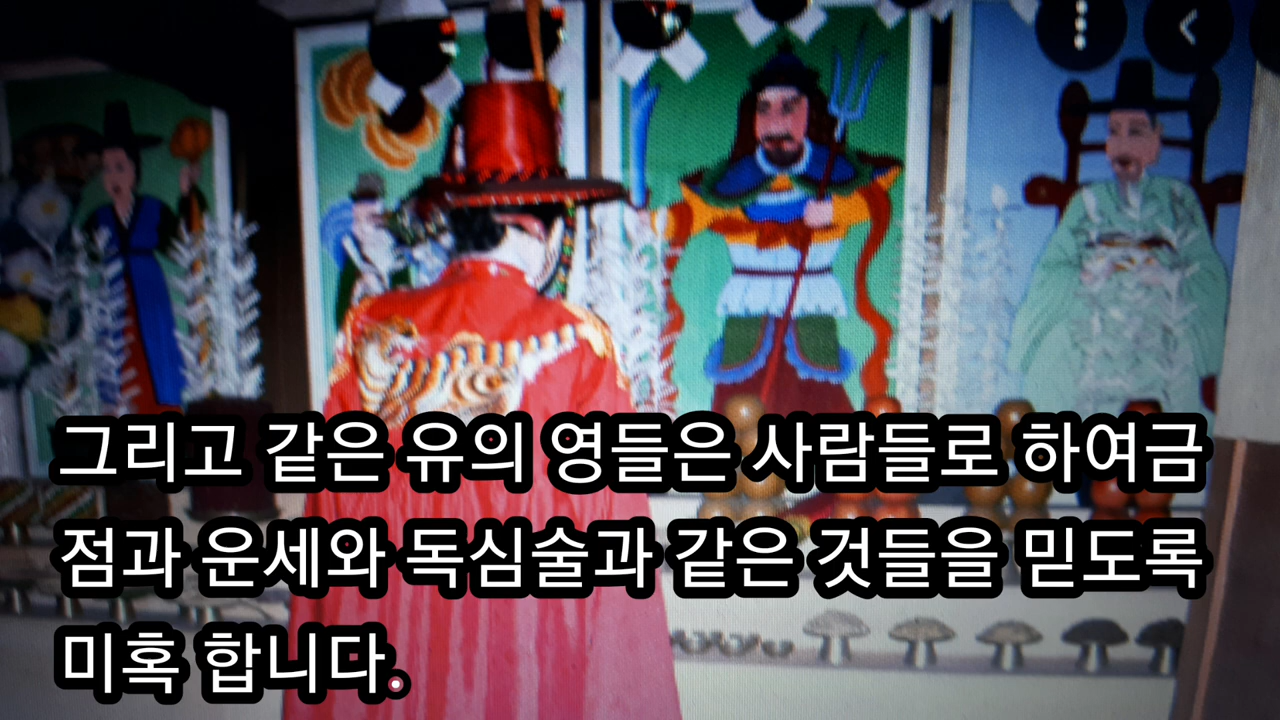 그리고 같은 유의 영들은 사람들로 하여금
점과 운세와 독심술과 같은 것들을 믿도록
미혹 합니다.